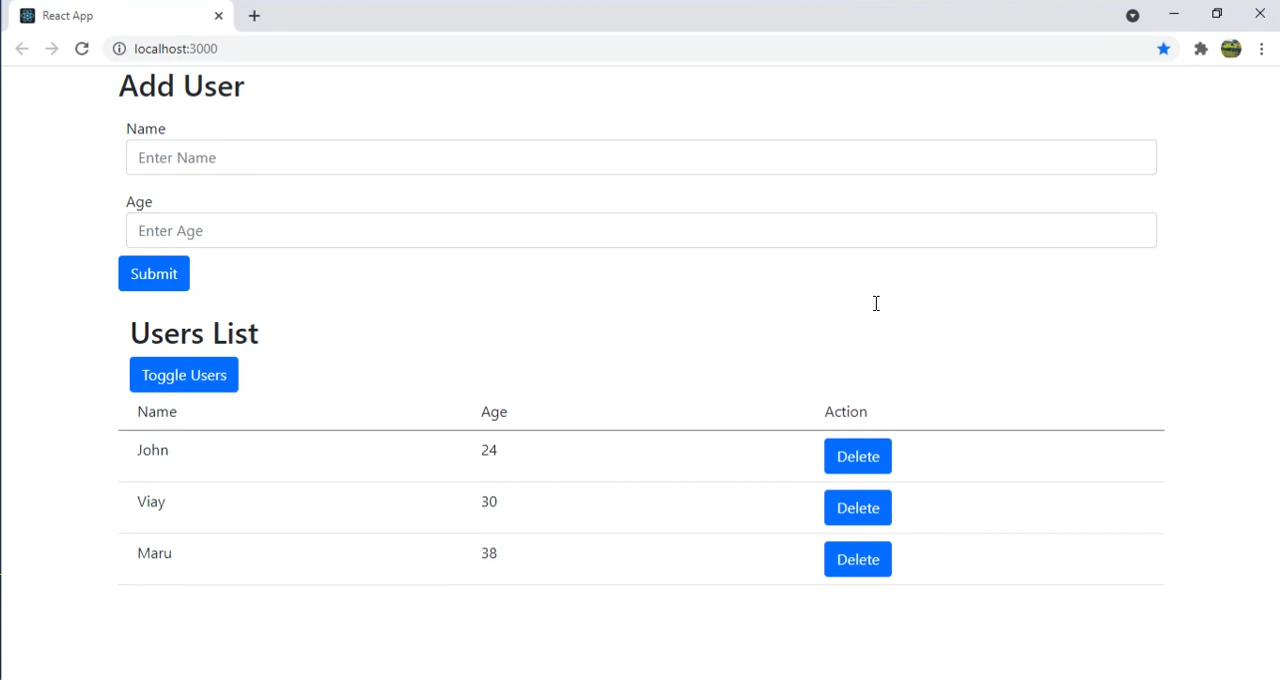 React App
localhost:3000
Add User
Name
Enter Name
Age
Enter Age
Submit
Users List
Toggle Users
Name Age Action
John 24 Delete
Viay 30 Delete
Maru 38 Delete